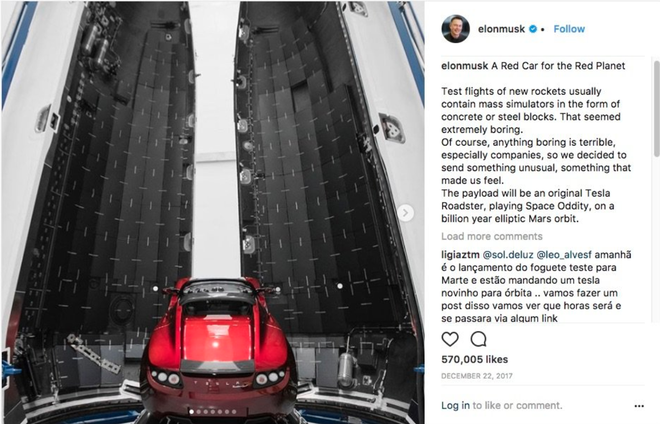 elonmusk • Follow
elonmusk A Red Car for the Red Planet
Test flights of new rockets usually
contain mass simulators in the form of
concrete or steel blocks. That seemed
extremely boring.
Of course, anything boring is terrible,
especially companies, so we decided to
send something unusual, something that
made us feel.
The payload will be an original Tesla
Roadster, playing Space Oddity, on a
billion year elliptic Mars orbit.
Load more comments
ligiaztm @sol.deluz @leo_alvesf amanhã
é o lançamento do foguete teste para
Marte e estão mandando um tesla
novinho para órbita .. vamos fazer um
post disso vamos ver que horas será e
se passara via algum link
570,005 likes
DECEMBER 22, 2017
Log in to like or comment.
TESLA